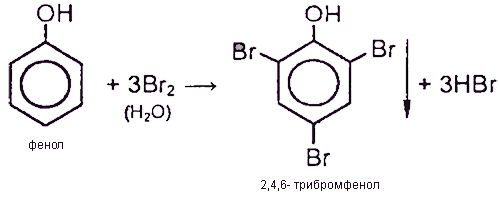 OH
+ 3Br₂ →
(H₂O)
фенол
OH
Br
Br
Br
↓ + 3HBr
2,4,6- трибромфенол